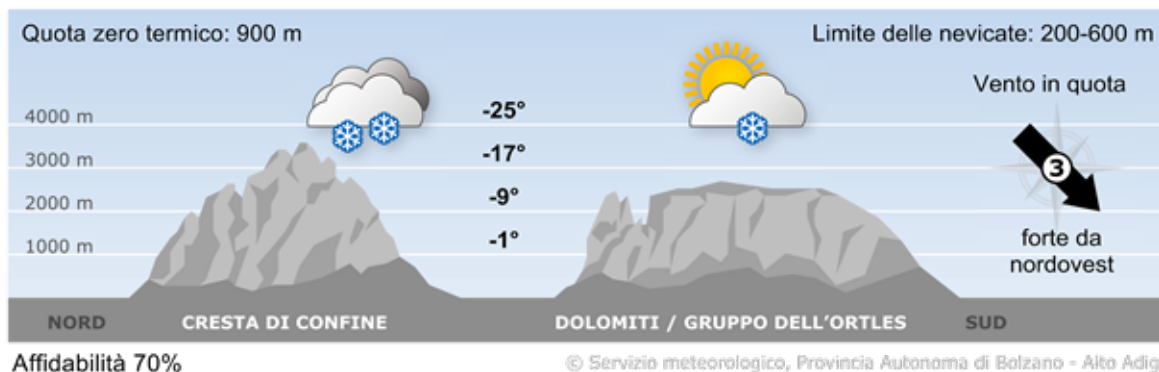 Quota zero termico: 900 m
Limite delle nevicate: 200-600 m
Vento in quota
4000 m
-25°
3000 m
-17°
3
2000 m
-9°
1000 m
-1°
forte da
nordovest
NORD
CRESTA DI CONFINE
DOLOMITI / GRUPPO DELL'ORTLES
SUD
Affidabilità 70%
© Servizio meteorologico, Provincia Autonoma di Bolzano - Alto Adig